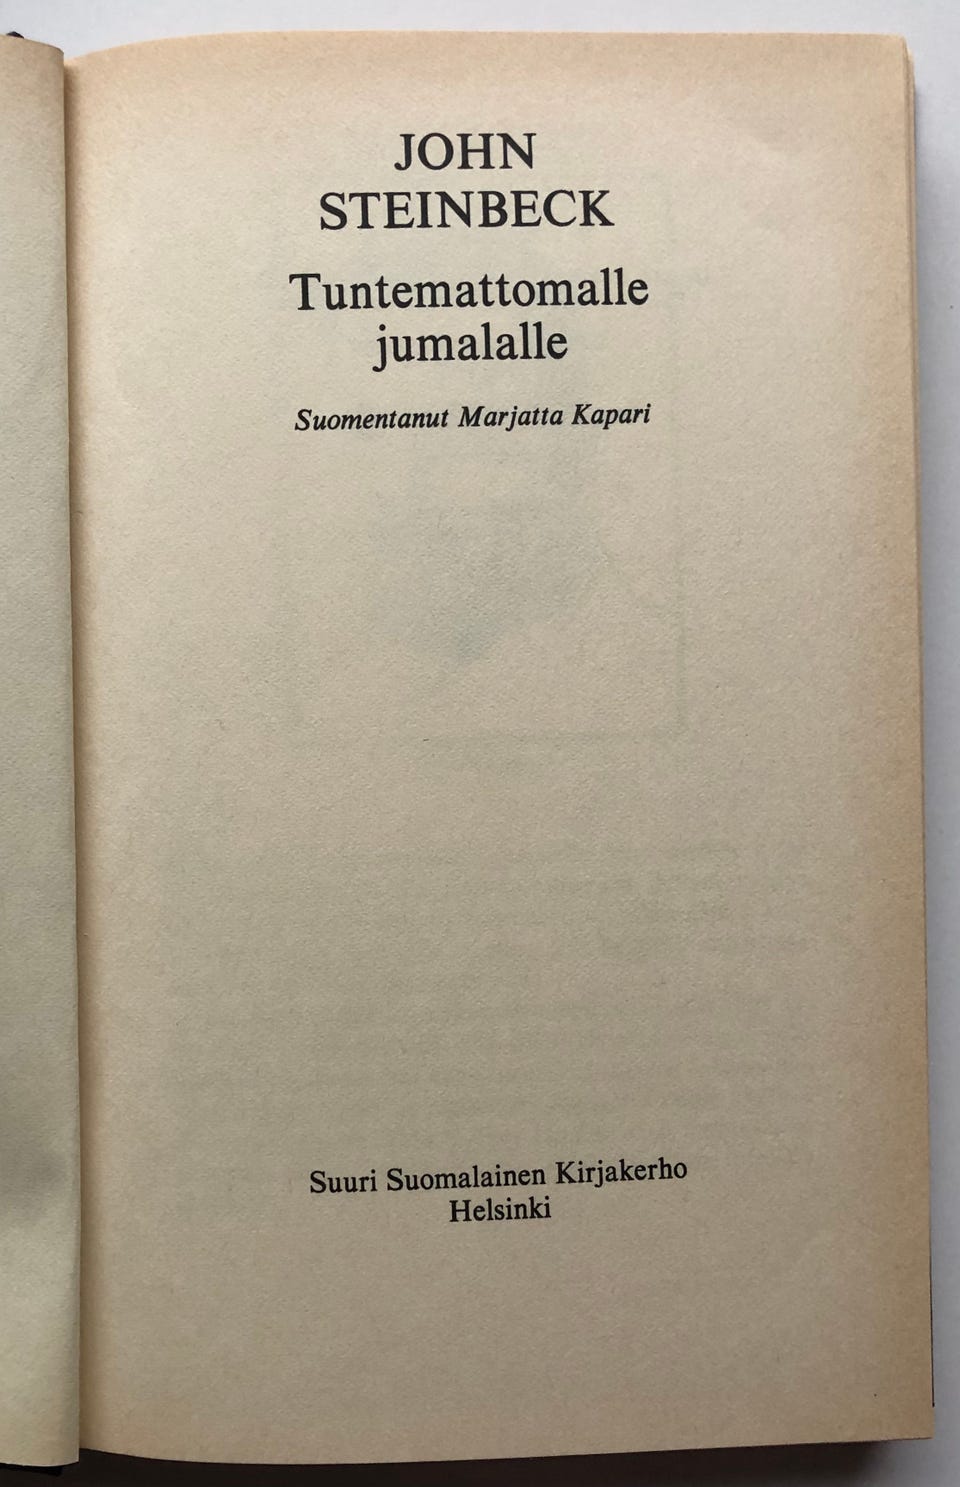 JOHN
STEINBECK
Tuntemattomalle
jumalalle
Suomentanut Marjatta Kapari
Suuri Suomalainen Kirjakerho
Helsinki